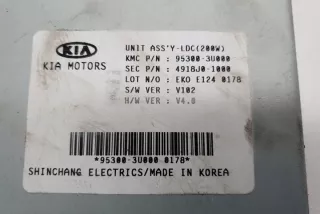 UNIT ASS'Y-LDC(200W)
KIA
KMC P/N : 95300-3U000
KIA MOTORS
SEC P/N : 4918J0-1000
LOT N/O : EKO E124 0178
S/W VER : V102
H/W VER : V4.0
*95300-3U000 0178*
SHINCHANG ELECTRICS/MADE IN KOREA